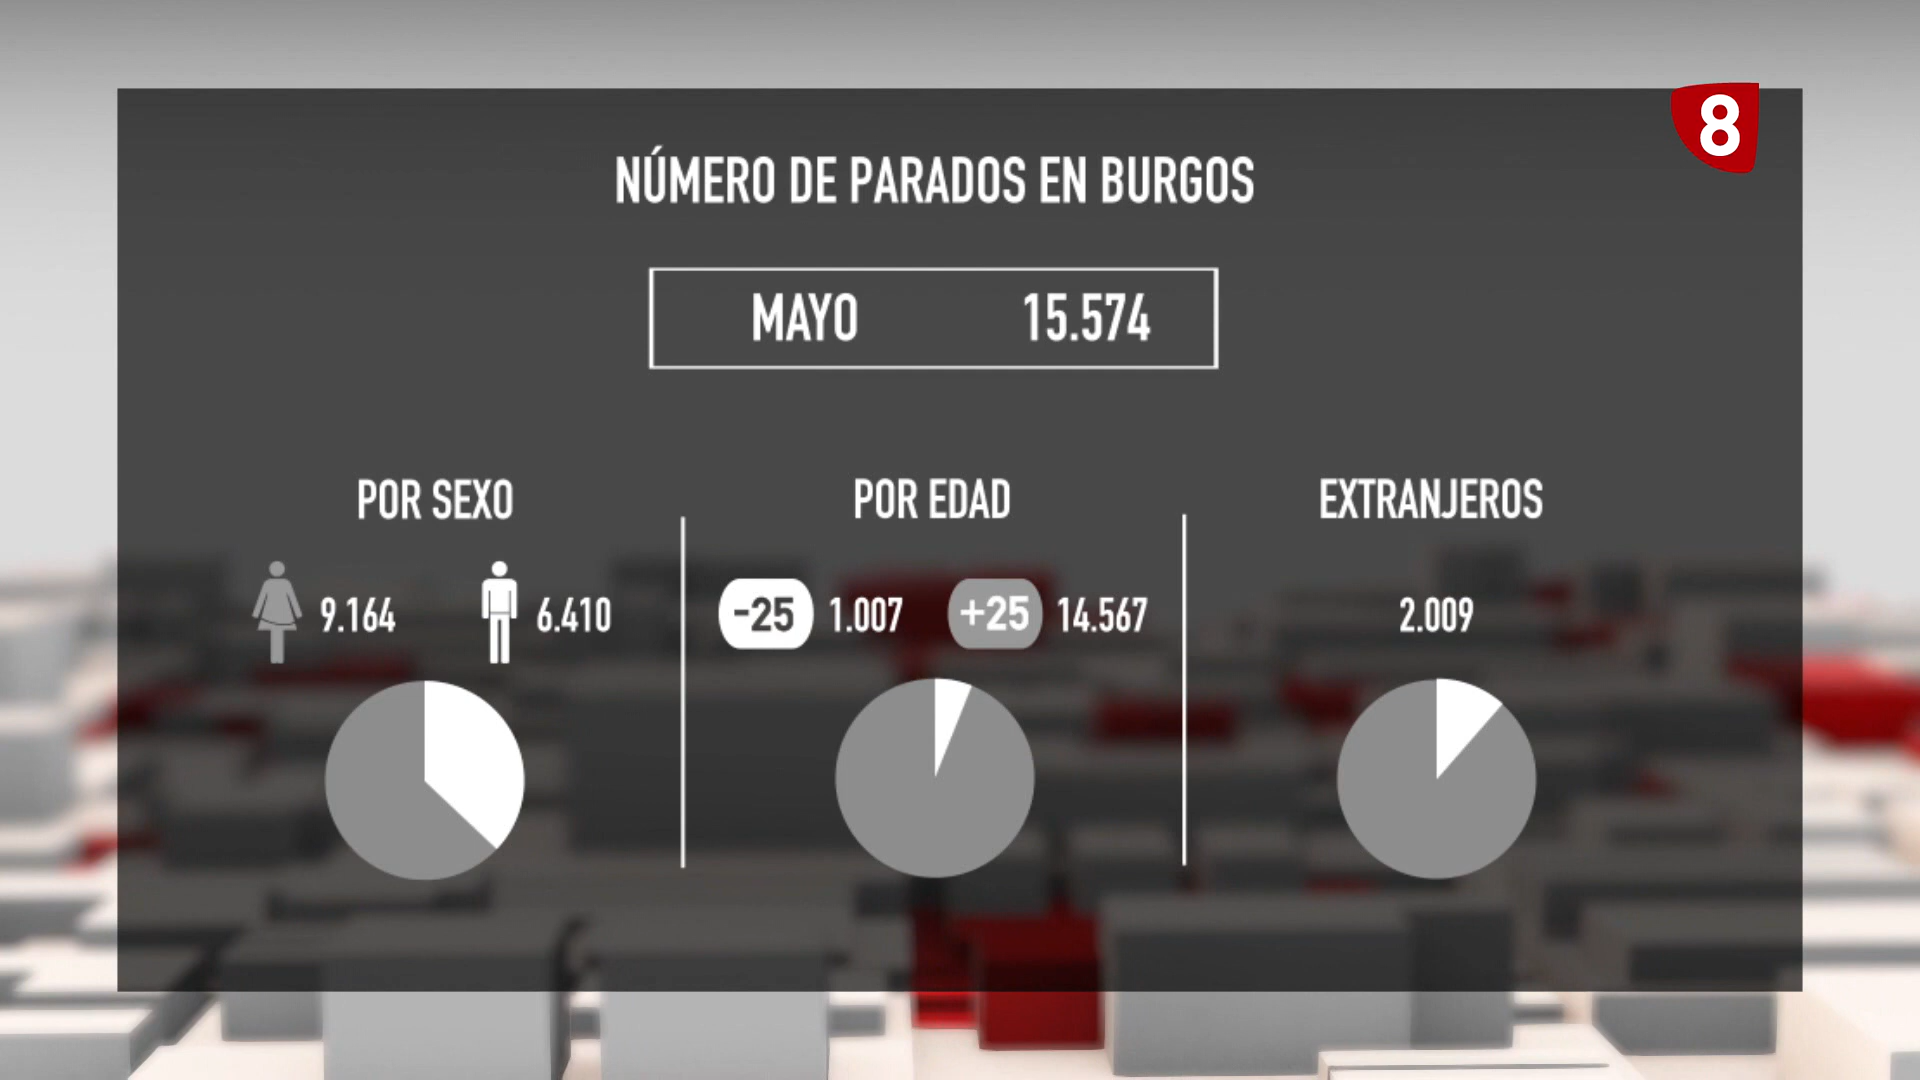 8
NÚMERO DE PARADOS EN BURGOS
MAYO 15.574
POR SEXO
9.164 6.410
POR EDAD
-25 1.007 +25 14.567
EXTRANJEROS
2.009